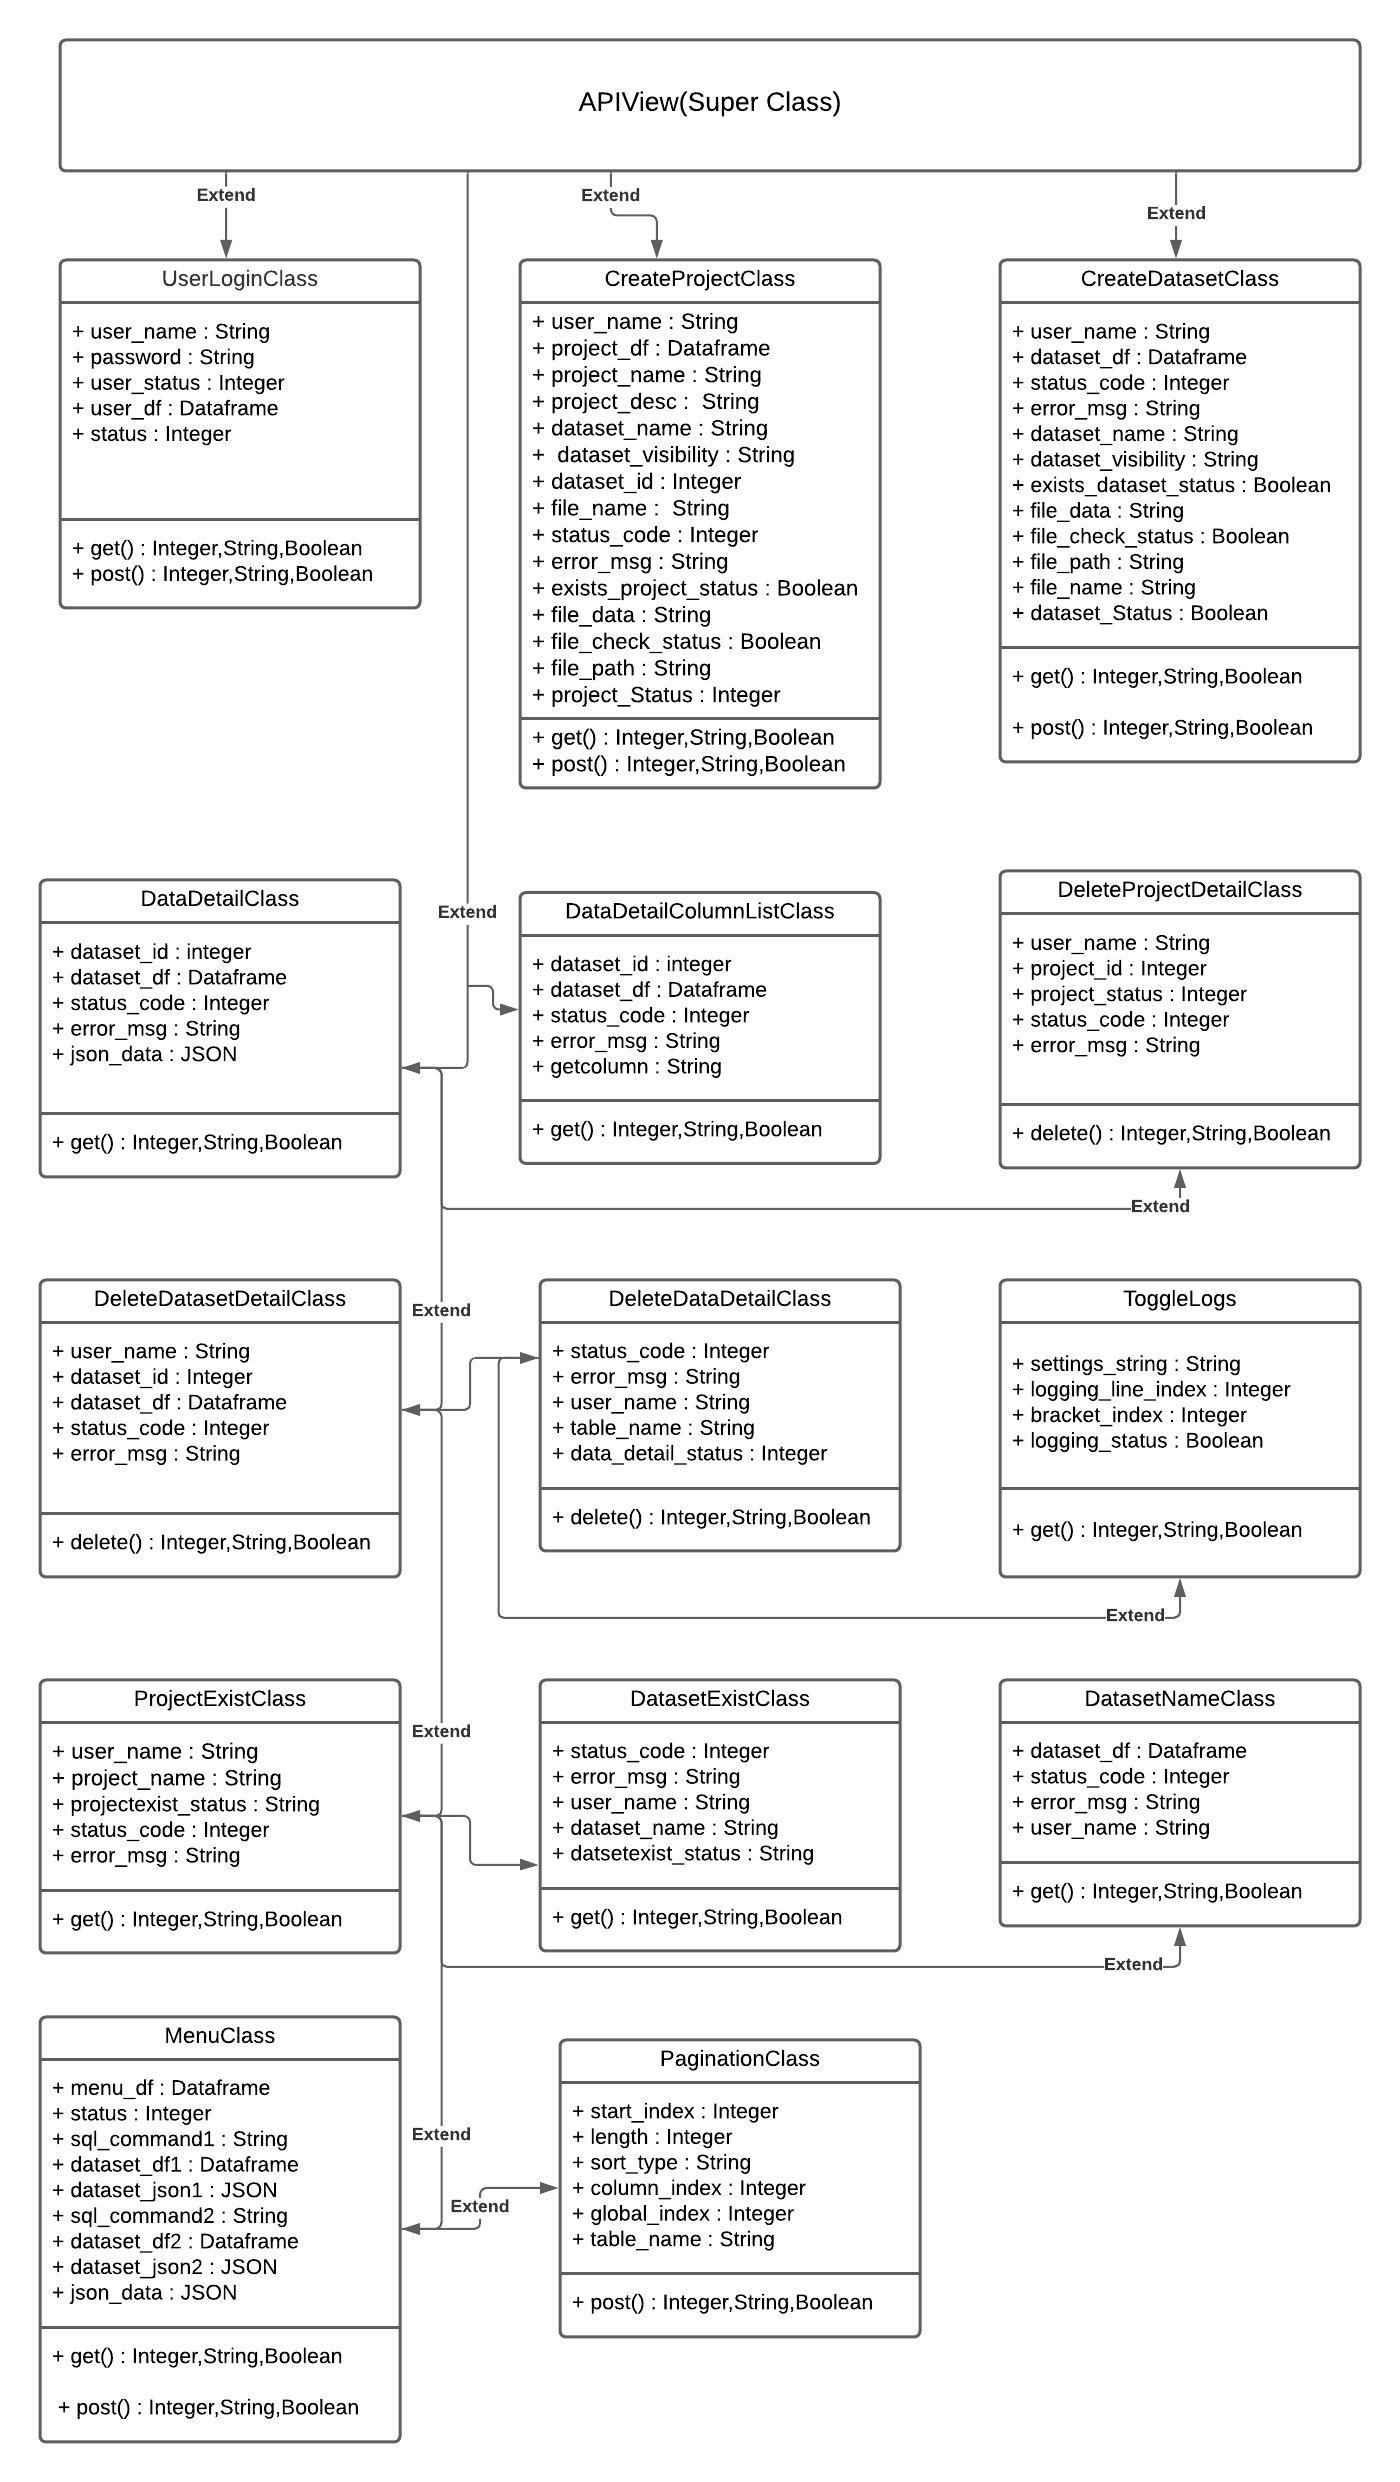 APIView(Super Class)
Extend
Extend
Extend
UserLoginClass
+ user_name : String
+ password : String
+ user_status : Integer
+ user_df : Dataframe
+ status : Integer
+ get() : Integer,String,Boolean
+ post() : Integer,String,Boolean
CreateProjectClass
+ user_name : String
+ project_df : Dataframe
+ project_name : String
+ project_desc :  String
+ dataset_name : String
+  dataset_visibility : String
+ dataset_id : Integer
+ file_name :  String
+ status_code : Integer
+ error_msg : String
+ exists_project_status : Boolean
+ file_data : String
+ file_check_status : Boolean
+ file_path : String
+ project_Status : Integer
+ get() : Integer,String,Boolean
+ post() : Integer,String,Boolean
CreateDatasetClass
+ user_name : String
+ dataset_df : Dataframe
+ status_code : Integer
+ error_msg : String
+ dataset_name : String
+ dataset_visibility : String
+ exists_dataset_status : Boolean
+ file_data : String
+ file_check_status : Boolean
+ file_path : String
+ file_name : String
+ dataset_Status : Boolean
+ get() : Integer,String,Boolean
+ post() : Integer,String,Boolean
DataDetailClass
+ dataset_id : integer
+ dataset_df : Dataframe
+ status_code : Integer
+ error_msg : String
+ json_data : JSON
+ get() : Integer,String,Boolean
Extend
DataDetailColumnListClass
+ dataset_id : integer
+ dataset_df : Dataframe
+ status_code : Integer
+ error_msg : String
+ getcolumn : String
+ get() : Integer,String,Boolean
DeleteProjectDetailClass
+ user_name : String
+ project_id : Integer
+ project_status : Integer
+ status_code : Integer
+ error_msg : String
+ delete() : Integer,String,Boolean
Extend
DeleteDatasetDetailClass
+ user_name : String
+ dataset_id : Integer
+ dataset_df : Dataframe
+ status_code : Integer
+ error_msg : String
+ delete() : Integer,String,Boolean
Extend
DeleteDataDetailClass
+ status_code : Integer
+ error_msg : String
+ user_name : String
+ table_name : String
+ data_detail_status : Integer
+ delete() : Integer,String,Boolean
ToggleLogs
+ settings_string : String
+ logging_line_index : Integer
+ bracket_index : Integer
+ logging_status : Boolean
+ get() : Integer,String,Boolean
Extend
ProjectExistClass
+ user_name : String
+ project_name : String
+ projectexist_status : String
+ status_code : Integer
+ error_msg : String
+ get() : Integer,String,Boolean
Extend
DatasetExistClass
+ status_code : Integer
+ error_msg : String
+ user_name : String
+ dataset_name : String
+ datsetexist_status : String
+ get() : Integer,String,Boolean
DatasetNameClass
+ dataset_df : Dataframe
+ status_code : Integer
+ error_msg : String
+ user_name : String
+ get() : Integer,String,Boolean
Extend
MenuClass
+ menu_df : Dataframe
+ status : Integer
+ sql_command1 : String
+ dataset_df1 : Dataframe
+ dataset_json1 : JSON
+ sql_command2 : String
+ dataset_df2 : Dataframe
+ dataset_json2 : JSON
+ json_data : JSON
+ get() : Integer,String,Boolean
+ post() : Integer,String,Boolean
Extend
Extend
PaginationClass
+ start_index : Integer
+ length : Integer
+ sort_type : String
+ column_index : Integer
+ global_index : Integer
+ table_name : String
+ post() : Integer,String,Boolean